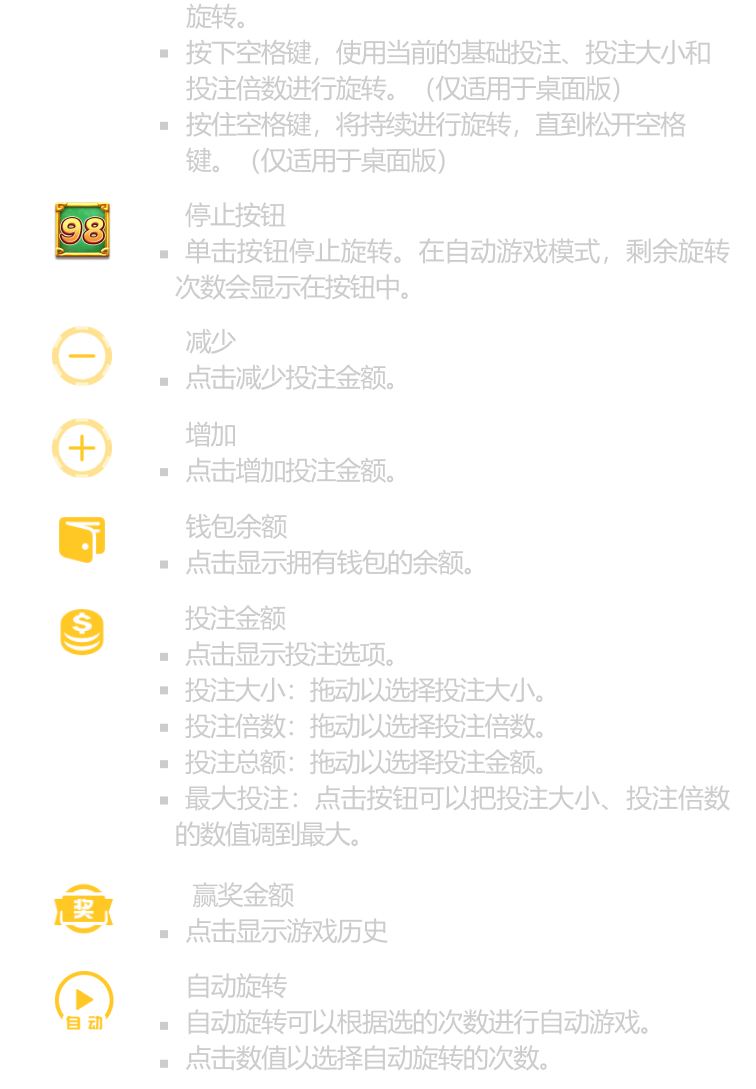 旋转。
按下空格键，使用当前的基础投注、投注大小和
投注倍数进行旋转。（仅适用于桌面版）
按住空格键，将持续进行旋转，直到松开空格
键。（仅适用于桌面版）
98
停止按钮
单击按钮停止旋转。在自动游戏模式，剩余旋转
次数会显示在按钮中。
减少
点击减少投注金额。
增加
点击增加投注金额。
钱包余额
点击显示拥有钱包的余额。
$
投注金额
点击显示投注选项。
投注大小：拖动以选择投注大小。
投注倍数：拖动以选择投注倍数。
投注总额：拖动以选择投注金额。
最大投注：点击按钮可以把投注大小、投注倍数
的数值调到最大。
奖
赢奖金额
点击显示游戏历史
自动
自动旋转
自动旋转可以根据选的次数进行自动游戏。
点击数值以选择自动旋转的次数。